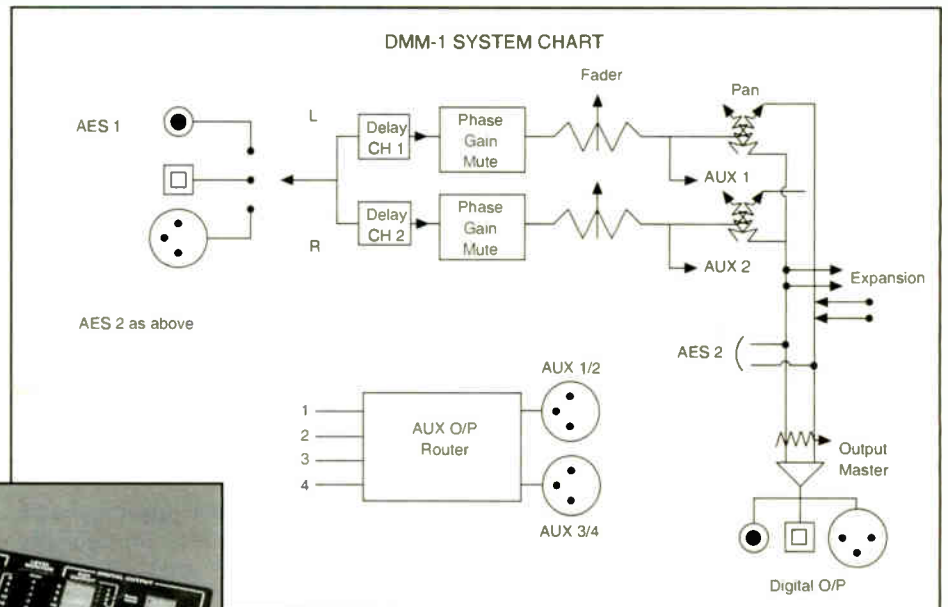 DMM-1 SYSTEM CHART
Fader
Pan
AES 1
L
Delay
CH 1
Phase
Gain
Mute
AUX 1
R
Delay
CH 2
Phase
Gain
Mute
AUX 2
Expansion
AES 2 as above
AES 2
AUX 1/2
1
2
3
4
AUX O/P
Router
AUX 3/4
Output
Master
Digital O/P